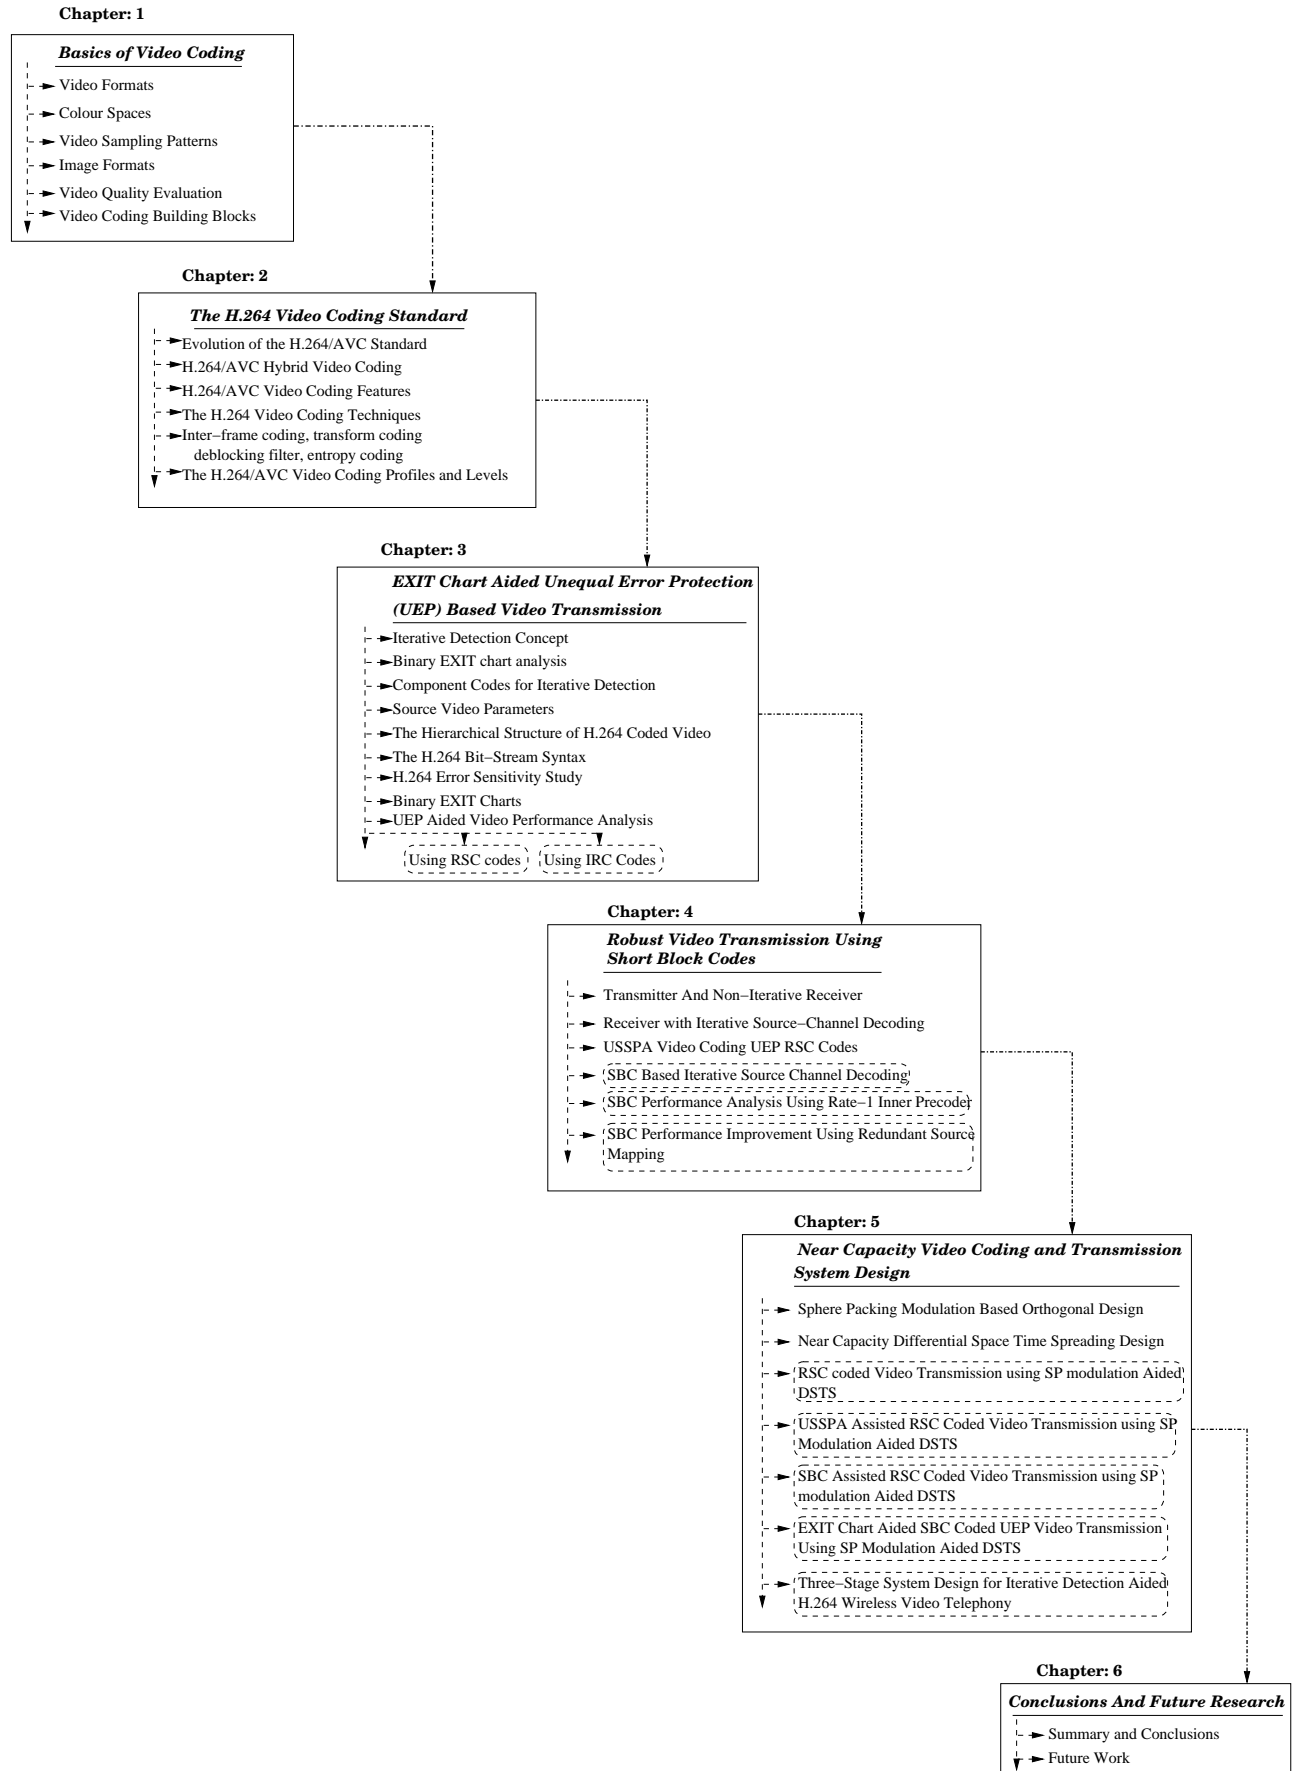 Chapter: 1
Basics of Video Coding
Video Formats
Colour Spaces
Video Sampling Patterns
Image Formats
Video Quality Evaluation
Video Coding Building Blocks
Chapter: 2
The H.264 Video Coding Standard
Evolution of the H.264/AVC Standard
H.264/AVC Hybrid Video Coding
H.264/AVC Video Coding Features
The H.264 Video Coding Techniques
Inter−frame coding, transform coding
deblocking filter, entropy coding
The H.264/AVC Video Coding Profiles and Levels
Chapter: 3
EXIT Chart Aided Unequal Error Protection
(UEP) Based Video Transmission
Iterative Detection Concept
Binary EXIT chart analysis
Component Codes for Iterative Detection
Source Video Parameters
The Hierarchical Structure of H.264 Coded Video
The H.264 Bit−Stream Syntax
H.264 Error Sensitivity Study
Binary EXIT Charts
UEP Aided Video Performance Analysis
Using RSC codes Using IRC Codes
Chapter: 4
Robust Video Transmission Using
Short Block Codes
Transmitter And Non−Iterative Receiver
Receiver with Iterative Source−Channel Decoding
USSPA Video Coding UEP RSC Codes
SBC Based Iterative Source Channel Decoding
SBC Performance Analysis Using Rate−1 Inner Precoder
SBC Performance Improvement Using Redundant Source
Mapping
Chapter: 5
Near Capacity Video Coding and Transmission
System Design
Sphere Packing Modulation Based Orthogonal Design
Near Capacity Differential Space Time Spreading Design
RSC coded Video Transmission using SP modulation Aided
DSTS
USSPA Assisted RSC Coded Video Transmission using SP
Modulation Aided DSTS
SBC Assisted RSC Coded Video Transmission using SP
modulation Aided DSTS
EXIT Chart Aided SBC Coded UEP Video Transmission
Using SP Modulation Aided DSTS
Three−Stage System Design for Iterative Detection Aided
H.264 Wireless Video Telephony
Chapter: 6
Conclusions And Future Research
Summary and Conclusions
Future Work